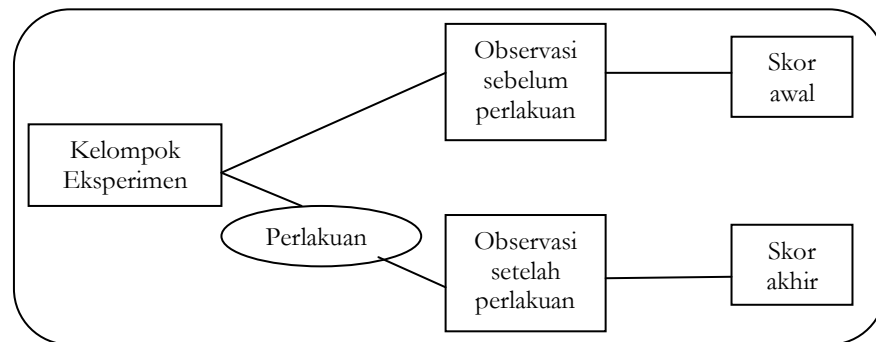 Kelompok
Eksperimen
Observasi
sebelum
perlakuan
Skor
awal
Perlakuan
Observasi
setelah
perlakuan
Skor
akhir